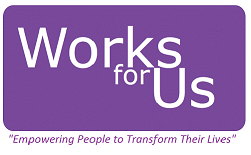 Works
for Us
"Empowering People to Transform Their Lives"